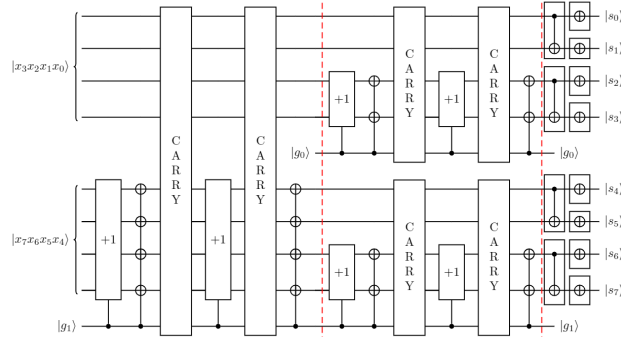 |s₀⟩
|s₁⟩
|x₃x₂x₁x₀⟩
|s₂⟩
|s₃⟩
+1
+1
CARRY
CARRY
CARRY
CARRY
|g₀⟩
|g₀⟩
|s₄⟩
|s₅⟩
|x₇x₆x₅x₄⟩
+1
+1
CARRY
CARRY
+1
+1
|s₆⟩
|s₇⟩
|g₁⟩
|g₁⟩